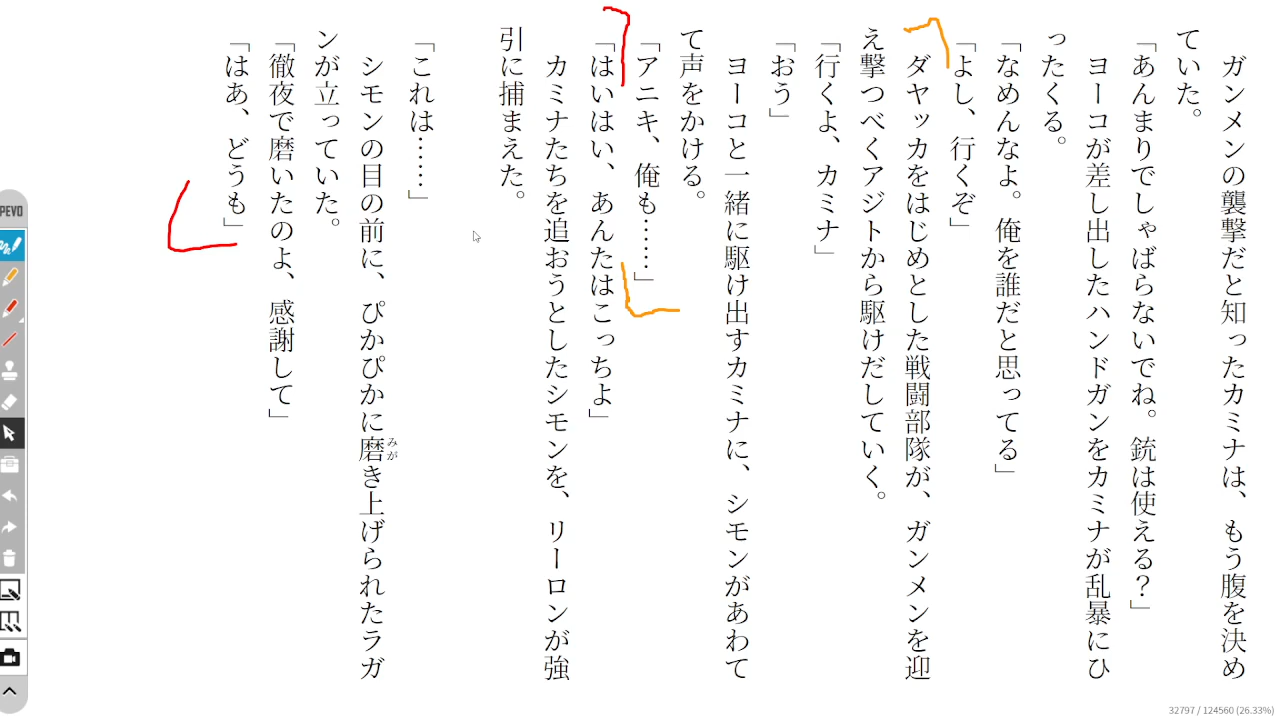 ガンメンの襲撃だと知ったカミナは、もう腹を決め
ていた。
「あんまりでしゃばらないでね。銃は使える？」
ヨーコが差し出したハンドガンをカミナが乱暴にひ
ったくる。
「なめんなよ。俺を誰だと思ってる」
「よし、行くぞ」
ダヤッカをはじめとした戦闘部隊が、ガンメンを迎
え撃つべくアジトから駆けだしていく。
「行くよ、カミナ」
「おう」
ヨーコと一緒に駆け出すカミナに、シモンがあわて
て声をかける。
「アニキ、俺も……」
「はいはい、あんたはこっちよ」
カミナたちを追おうとしたシモンを、リーロンが強
引に捕まえた。
「これは……」
シモンの目の前に、ぴかぴかに磨き上げられたラガ
みが
ンが立っていた。
「徹夜で磨いたのよ、感謝して」
「はあ、どうも」
PEVO
32797 / 124560 (26.33%)